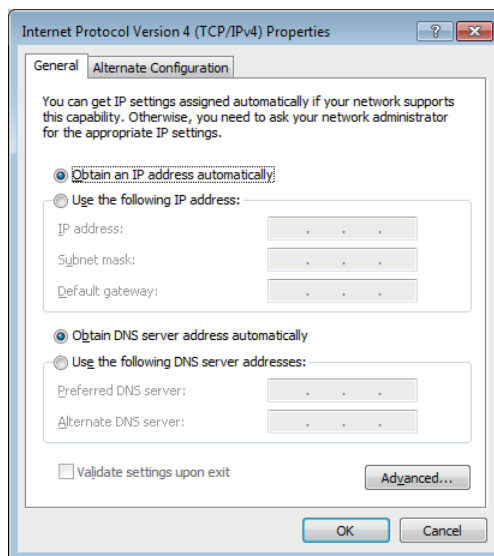 Internet Protocol Version 4 (TCP/IPv4) Properties
General
Alternate Configuration
You can get IP settings assigned automatically if your network supports
this capability. Otherwise, you need to ask your network administrator
for the appropriate IP settings.
Obtain an IP address automatically
Use the following IP address:
IP address:
Subnet mask:
Default gateway:
Obtain DNS server address automatically
Use the following DNS server addresses:
Preferred DNS server:
Alternate DNS server:
Validate settings upon exit
Advanced...
OK
Cancel